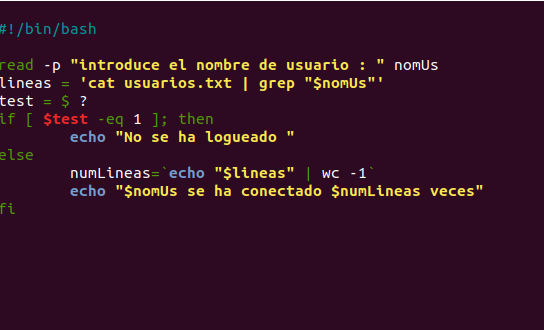 #!/bin/bash
read -p "introduce el nombre de usuario : " nomUs
lineas = 'cat usuarios.txt | grep "$nomUs"'
test = $ ?
if [ $test -eq 1 ]; then
echo "No se ha logueado "
else
numLineas=`echo "$lineas" | wc -1`
echo "$nomUs se ha conectado $numLineas veces"
fi